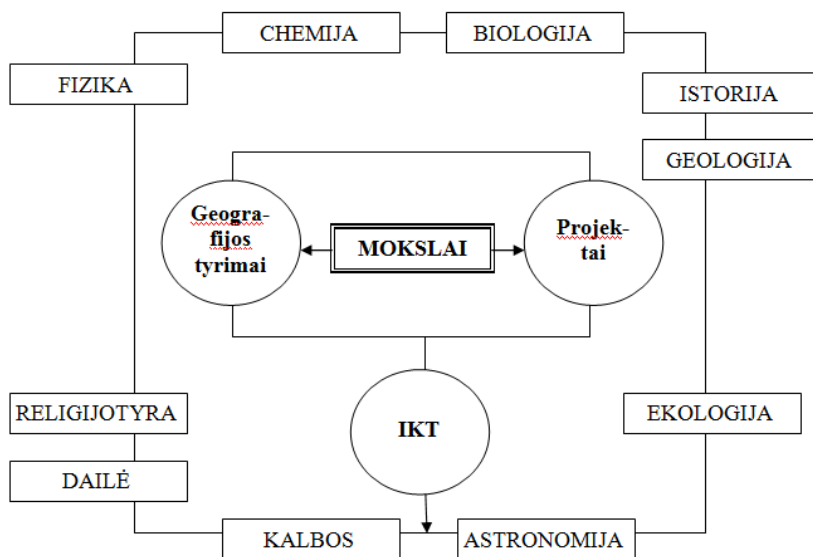 CHEMIJA
BIOLOGIJA
FIZIKA
ISTORIJA
GEOLOGIJA
Geogra-
fijos
tyrimai
MOKSLAI
Projek-
tai
RELIGIJOTYRA
EKOLOGIJA
IKT
DAILĖ
KALBOS
ASTRONOMIJA